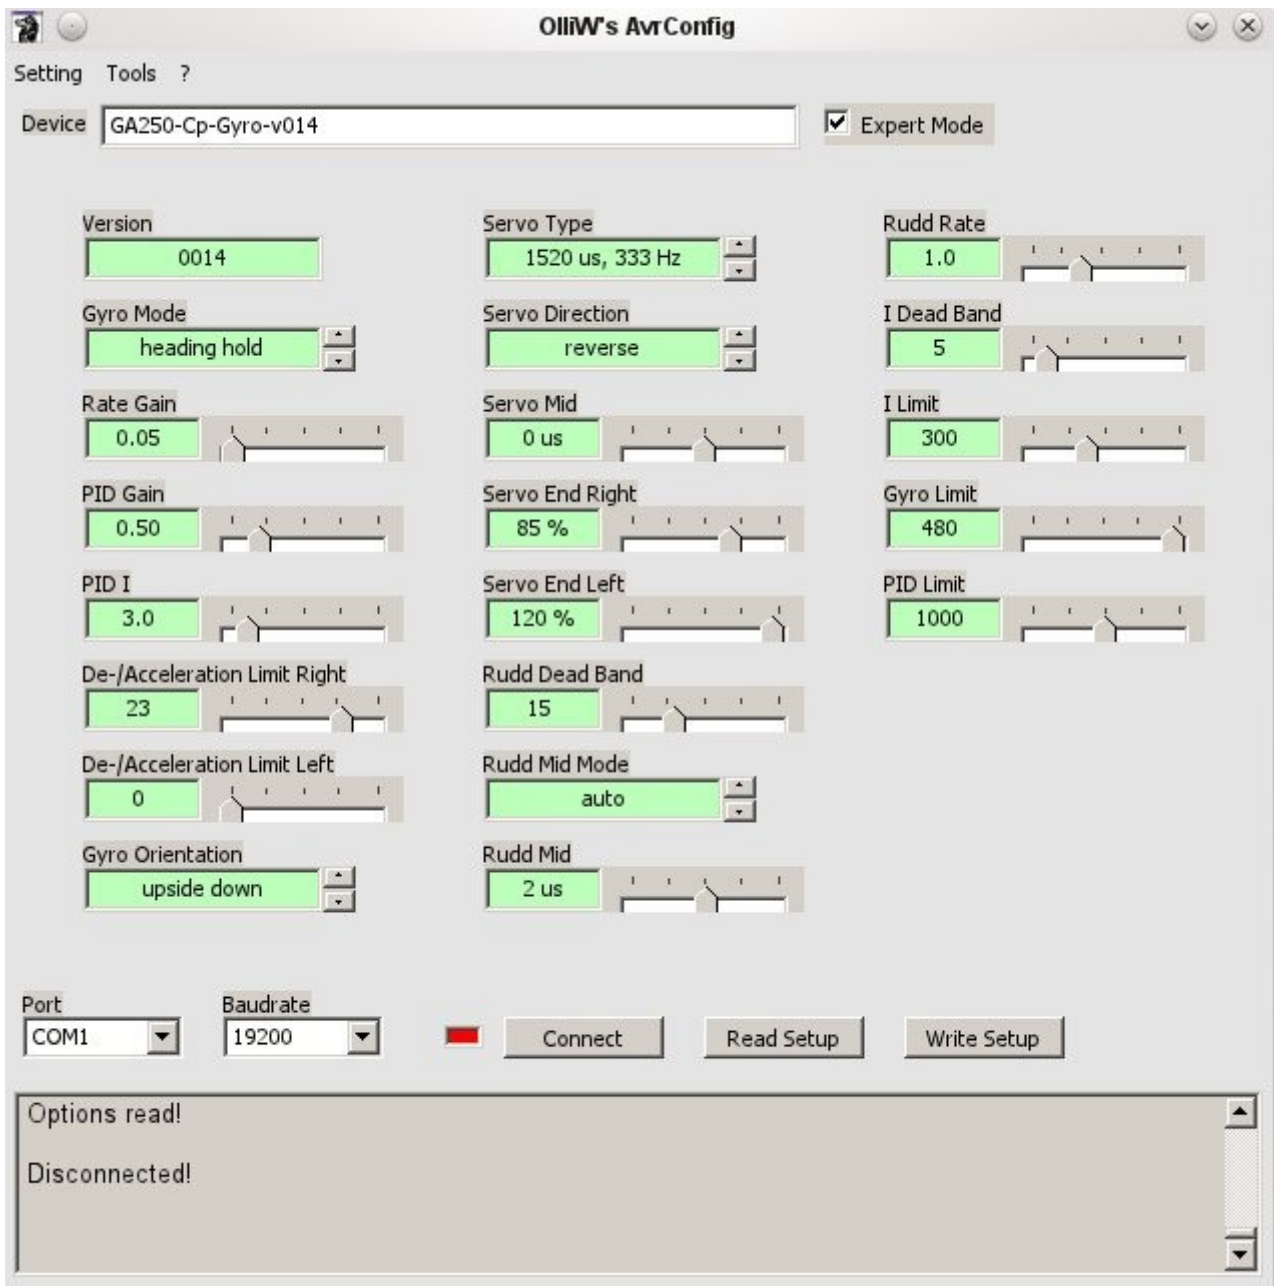 OlliW's AvrConfig
Setting Tools ?
Device GA250-Cp-Gyro-v014 Expert Mode
Version
0014
Gyro Mode
heading hold
Rate Gain
0.05
PID Gain
0.50
PID I
3.0
De-/Acceleration Limit Right
23
De-/Acceleration Limit Left
0
Gyro Orientation
upside down
Servo Type
1520 us, 333 Hz
Servo Direction
reverse
Servo Mid
0 us
Servo End Right
85 %
Servo End Left
120 %
Rudd Dead Band
15
Rudd Mid Mode
auto
Rudd Mid
2 us
Rudd Rate
1.0
I Dead Band
5
I Limit
300
Gyro Limit
480
PID Limit
1000
Port Baudrate
COM1 19200 Connect Read Setup Write Setup
Options read!
Disconnected!